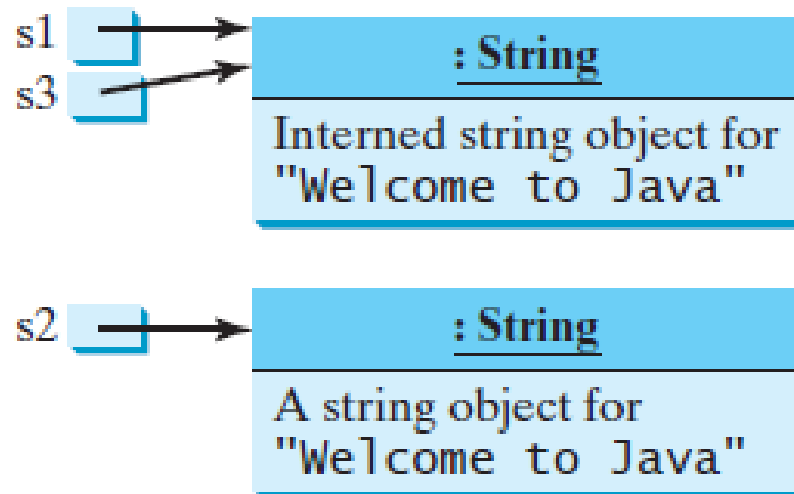 s1
: String
s3
Interned string object for
"Welcome to Java"
s2
: String
A string object for
"Welcome to Java"